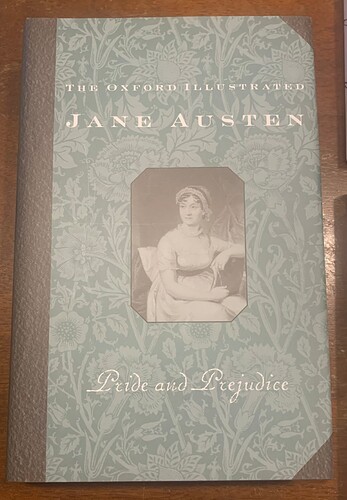 The Oxford Illustrated
Jane Austen
Pride and Prejudice